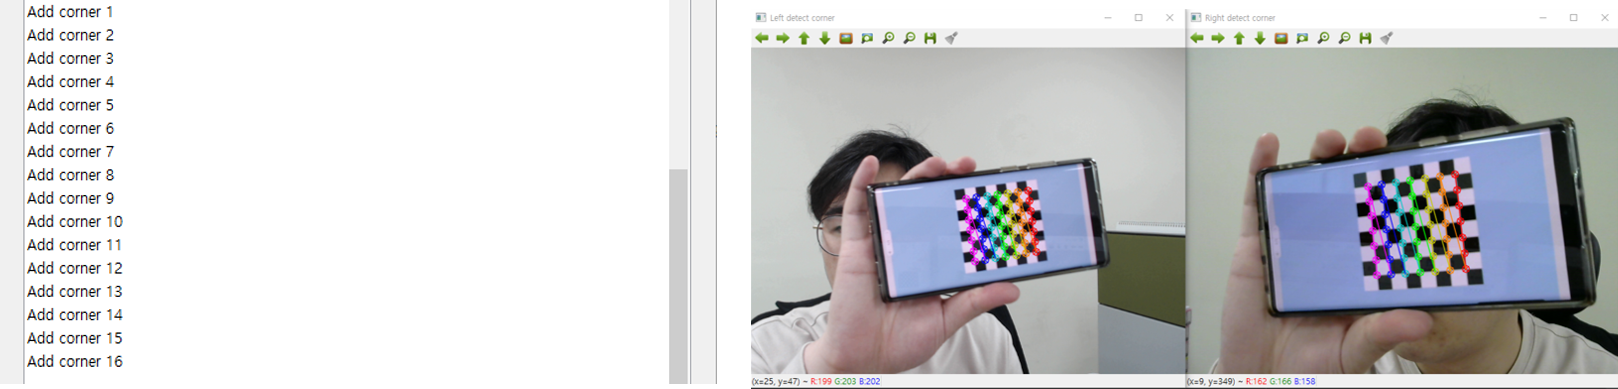 Add corner 1
Add corner 2
Add corner 3
Add corner 4
Add corner 5
Add corner 6
Add corner 7
Add corner 8
Add corner 9
Add corner 10
Add corner 11
Add corner 12
Add corner 13
Add corner 14
Add corner 15
Add corner 16
Left detect corner
(x=25, y=47) ~ R:199 G:203 B:202
Right detect corner
(x=9, y=349) ~ R:162 G:166 B:158